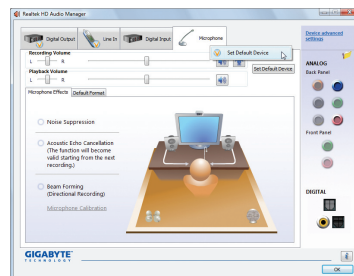 Realtek HD Audio Manager
Digital Output
Line In
Digital Input
Microphone
Device advanced
settings
Set Default Device
Recording Volume
L
R
Set Default Device
Playback Volume
L
R
ANALOG
Back Panel
Microphone Effects
Default Format
Noise Suppression
Acoustic Echo Cancellation
(The function will become
valid starting from the next
recording.)
Front Panel
Beam Forming
(Directional Recording)
Microphone Calibration
DIGITAL
GIGABYTE
TECHNOLOGY
i
OK